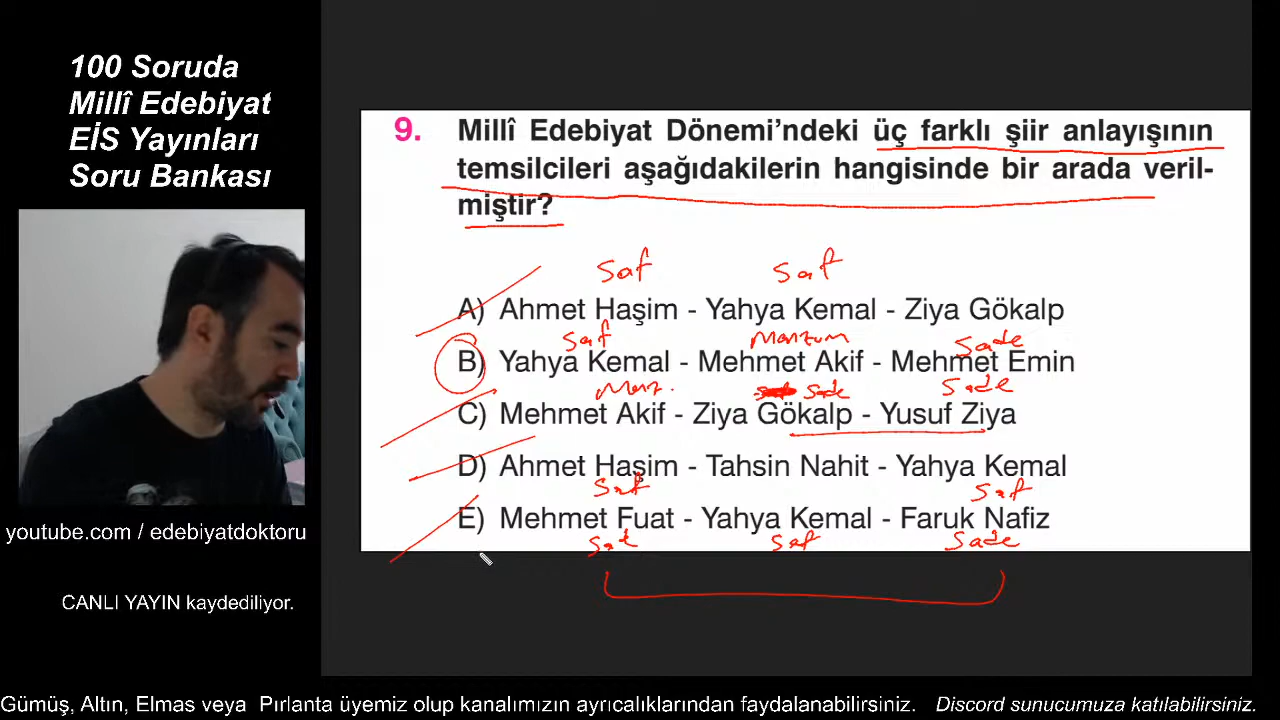 100 Soruda
Millî Edebiyat
EİS Yayınları
Soru Bankası
youtube.com / edebiyatdoktoru
CANLI YAYIN kaydediliyor.
9. Millî Edebiyat Dönemi'ndeki üç farklı şiir anlayışının
temsilcileri aşağıdakilerin hangisinde bir arada veril-
miştir?
saf saf
A) Ahmet Haşim - Yahya Kemal - Ziya Gökalp
saf Manzum sade
B) Yahya Kemal - Mehmet Akif - Mehmet Emin
Manz. sade sade
C) Mehmet Akif - Ziya Gökalp - Yusuf Ziya
D) Ahmet Haşim - Tahsin Nahit - Yahya Kemal
saf saf
E) Mehmet Fuat - Yahya Kemal - Faruk Nafiz
saf sade
Gümüş, Altın, Elmas veya Pırlanta üyemiz olup kanalımızın ayrıcalıklarından faydalanabilirsiniz. Discord sunucumuza katılabilirsiniz.